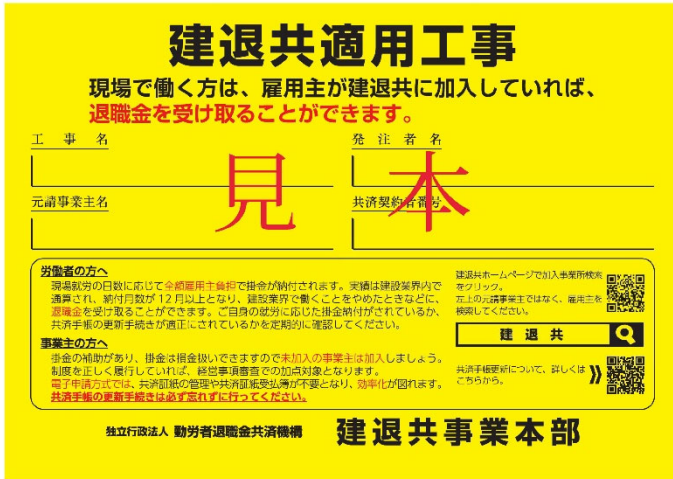 建退共適用工事
現場で働く方は、雇用主が建退共に加入していれば、
退職金を受け取ることができます。
工事名
発注者名
見本
元請事業主名
共済契約者番号
労働者の方へ
現場就労の日数に応じて全額雇用主負担で掛金が納付されます。実績は建設業界内で
通算され、納付月数が12月以上となり、建設業界で働くことをやめたときなどに、
退職金を受け取ることができます。ご自身の就労に応じた掛金納付がされているか、
共済手帳の更新手続きが適正にされているかを定期的に確認してください。
事業主の方へ
掛金の補助があり、掛金は損金扱いできますので未加入の事業主は加入しましょう。
制度を正しく履行していれば、経営事項審査での加点対象となります。
電子申請方式では、共済証紙の管理や共済証紙受払簿が不要となり、効率化が図れます。
共済手帳の更新手続きは必ず忘れずに行ってください。
建退共ホームページで加入事業所検索
をクリック。
左上の元請事業主ではなく、雇用主を
検索してください。
建退共
共済手帳更新について、詳しくは
こちらから。
独立行政法人 勤労者退職金共済機構 建退共事業本部